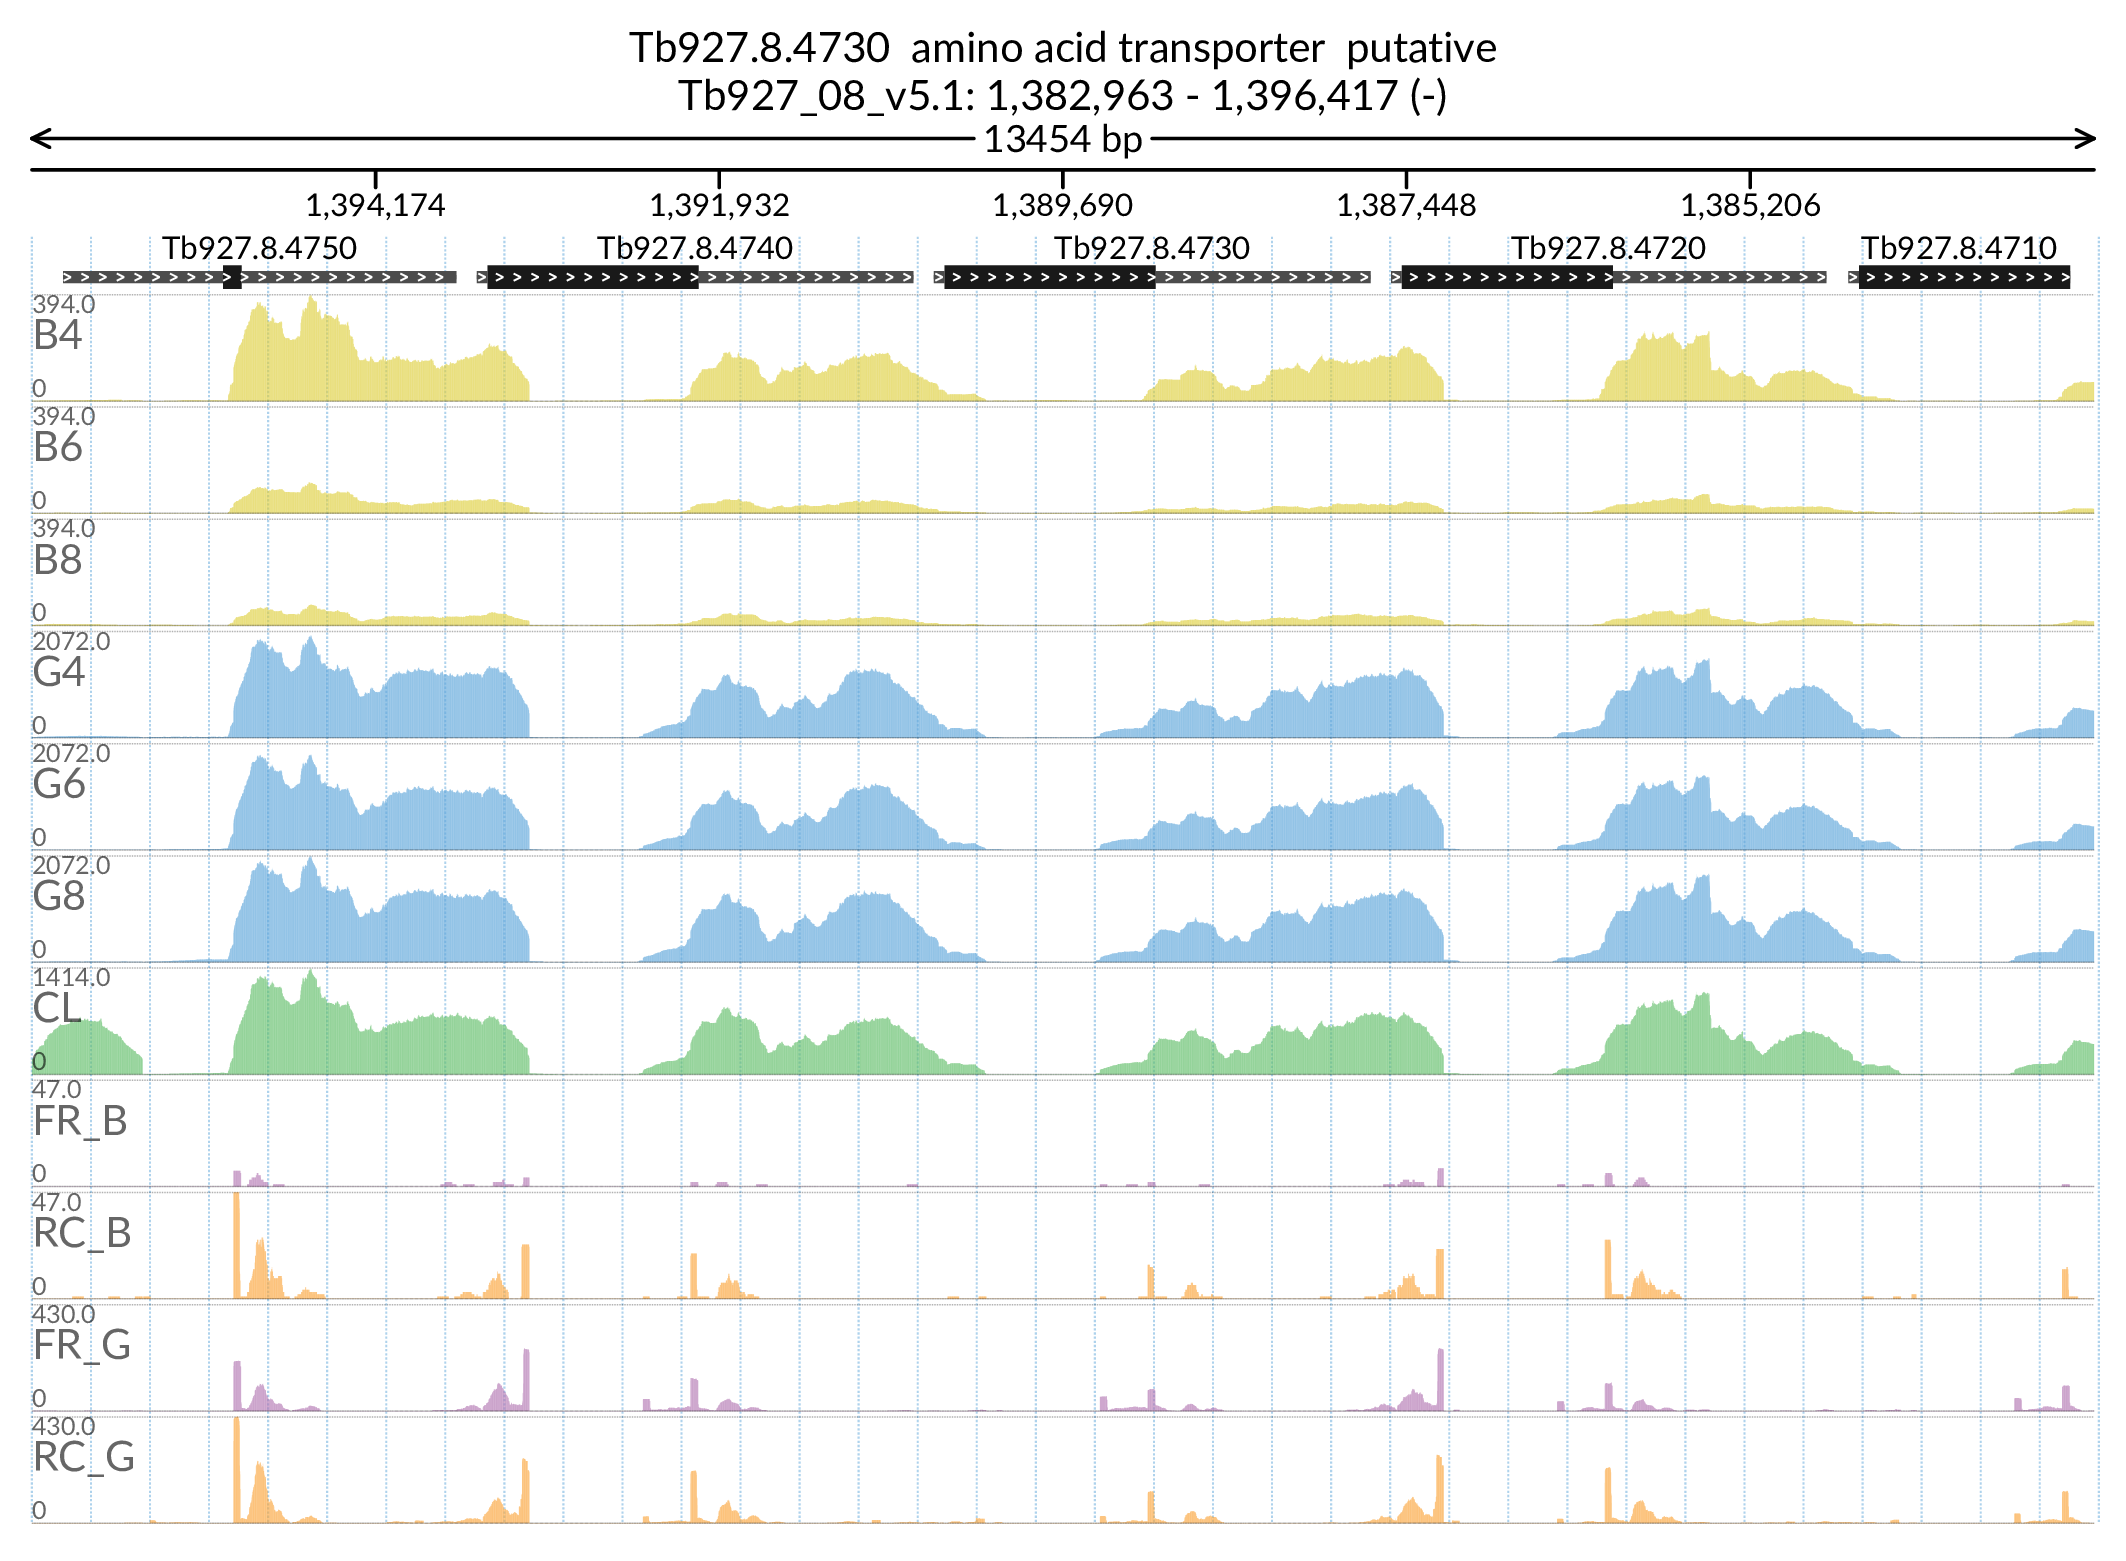 Tb927.8.4730  amino acid transporter  putative
Tb927_08_v5.1: 1,382,963 - 1,396,417 (-)
13454 bp
1,394,174 1,391,932 1,389,690 1,387,448 1,385,206
Tb927.8.4750 Tb927.8.4740 Tb927.8.4730 Tb927.8.4720 Tb927.8.4710
394.0
B4
0
394.0
B6
0
394.0
B8
0
2072.0
G4
0
2072.0
G6
0
2072.0
G8
0
1414.0
CL
0
47.0
FR_B
0
47.0
RC_B
0
430.0
FR_G
0
430.0
RC_G
0